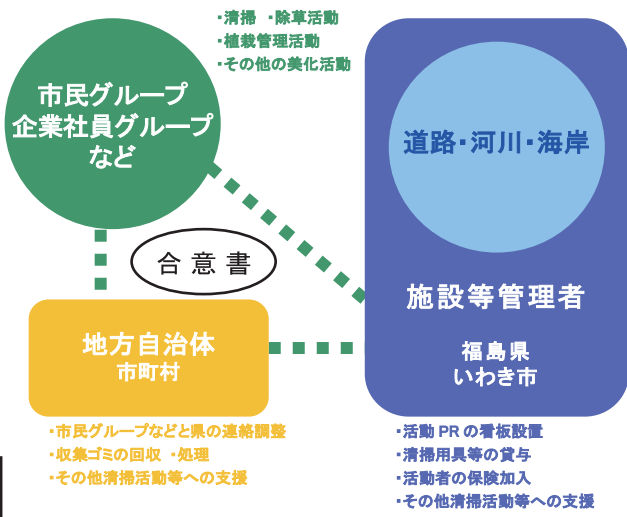 ・清掃 ・除草活動
・植栽管理活動
・その他の美化活動
市民グループ
企業社員グループ
など
道路・河川・海岸
合意書
施設等管理者
福島県
いわき市
地方自治体
市町村
・市民グループなどと県の連絡調整
・収集ゴミの回収 ・処理
・その他清掃活動等への支援
・活動 PR の看板設置
・清掃用具等の貸与
・活動者の保険加入
・その他清掃活動等への支援